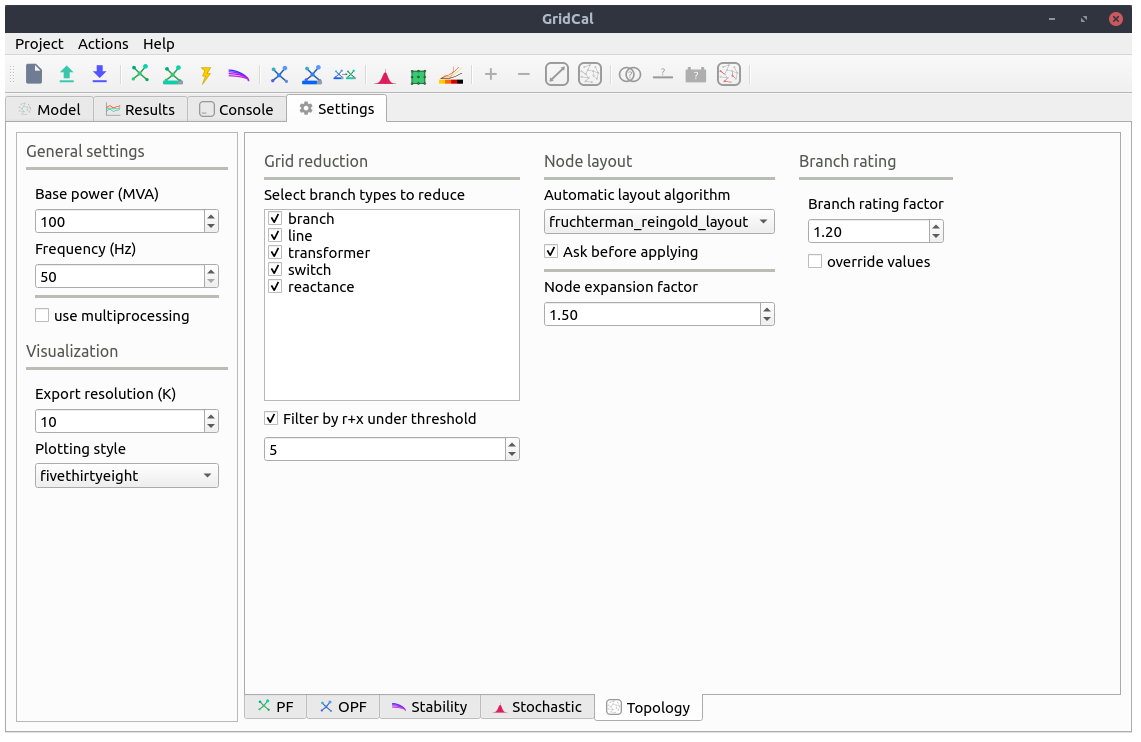 GridCal
Project Actions Help
Model Results Console Settings
General settings
Base power (MVA)
100
Frequency (Hz)
50
use multiprocessing
Visualization
Export resolution (K)
10
Plotting style
fivethirtyeight
Grid reduction
Select branch types to reduce
branch
line
transformer
switch
reactance
Filter by r+x under threshold
5
Node layout
Automatic layout algorithm
fruchterman_reingold_layout
Ask before applying
Node expansion factor
1.50
Branch rating
Branch rating factor
1.20
override values
PF OPF Stability Stochastic Topology